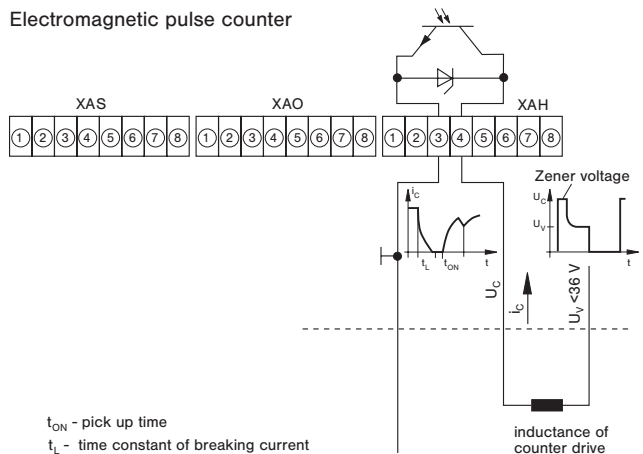 Electromagnetic pulse counter
XAS XAO XAH
1 2 3 4 5 6 7 8 1 2 3 4 5 6 7 8 1 2 3 4 5 6 7 8
Zener voltage
i_C
t_L t_ON t
U_C
U_V
t
U_C
i_C
U_V <36 V
t_ON - pick up time
t_L - time constant of breaking current
inductance of
counter drive